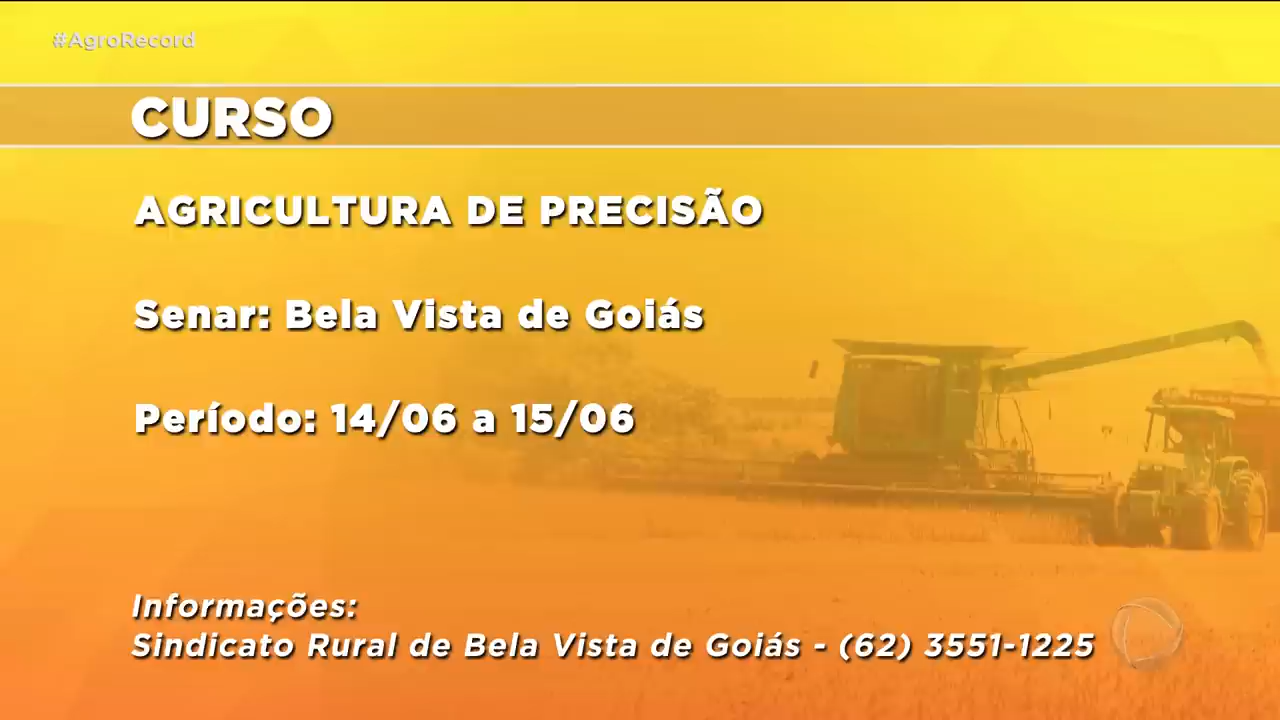 #AgroRecord
CURSO
AGRICULTURA DE PRECISÃO
Senar: Bela Vista de Goiás
Período: 14/06 a 15/06
Informações:
Sindicato Rural de Bela Vista de Goiás - (62) 3551-1225